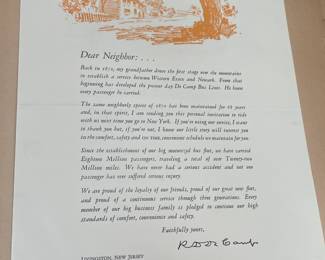 Dear Neighbor: . . .
Back in 1870, my grandfather drove the first stage over the mountains
to establish a service between Western Essex and Newark. From that
beginning has developed the present day De Camp Bus Lines. He knew
every passenger he carried.
The same neighborly spirit of 1870 has been maintained for 68 years
and, in that spirit, I am sending you this personal invitation to ride
with us next time you go to New York. If you're using our service, I want
to thank you but, if you're not, I know our little story will interest you
in the comfort, safety and convenient schedule we maintain for you.
Since the establishment of our big motorized bus fleet, we have carried
Eighteen Million passengers, traveling a total of over Twenty-two
Million miles. We have never had a serious accident and not one
passenger has ever suffered serious injury.
We are proud of the loyalty of our friends, proud of our great new fleet,
and proud of a continuous service through three generations. Every
member of our big business family is pledged to continue our high
standards of comfort, convenience and safety.
Faithfully yours,
LIVINGSTON, NEW JERSEY